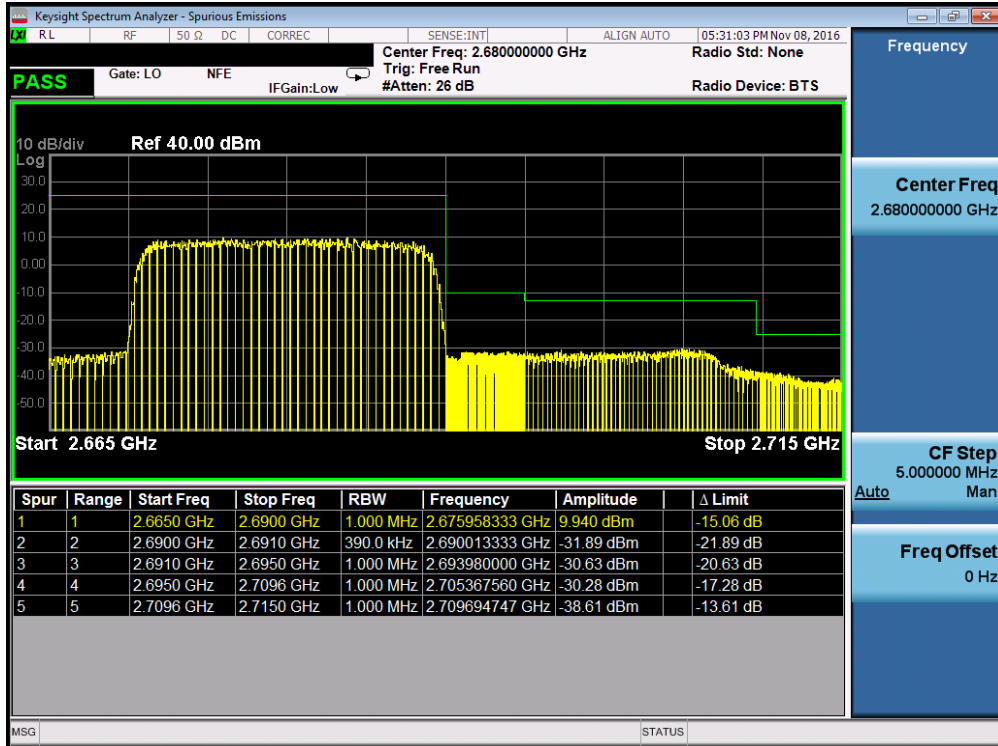 Keysight Spectrum Analyzer - Spurious Emissions
LXI RL RF 50 Ω DC CORREC SENSE:INT ALIGN AUTO 05:31:03 PM Nov 08, 2016
Center Freq: 2.680000000 GHz Radio Std: None
PASS Gate: LO NFE Trig: Free Run
IFGain:Low #Atten: 26 dB Radio Device: BTS
10 dB/div Ref 40.00 dBm
Log
30.0
20.0
10.0
0.00
-10.0
-20.0
-30.0
-40.0
-50.0
Start 2.665 GHz Stop 2.715 GHz
Spur Range Start Freq Stop Freq RBW Frequency Amplitude Δ Limit
1 1 2.6650 GHz 2.6900 GHz 1.000 MHz 2.675958333 GHz 9.940 dBm -15.06 dB
2 2 2.6900 GHz 2.6910 GHz 390.0 kHz 2.690013333 GHz -31.89 dBm -21.89 dB
3 3 2.6910 GHz 2.6950 GHz 1.000 MHz 2.693980000 GHz -30.63 dBm -20.63 dB
4 4 2.6950 GHz 2.7096 GHz 1.000 MHz 2.705367560 GHz -30.28 dBm -17.28 dB
5 5 2.7096 GHz 2.7150 GHz 1.000 MHz 2.709694747 GHz -38.61 dBm -13.61 dB
MSG STATUS
Frequency
Center Freq
2.680000000 GHz
CF Step
5.000000 MHz
Auto Man
Freq Offset
0 Hz